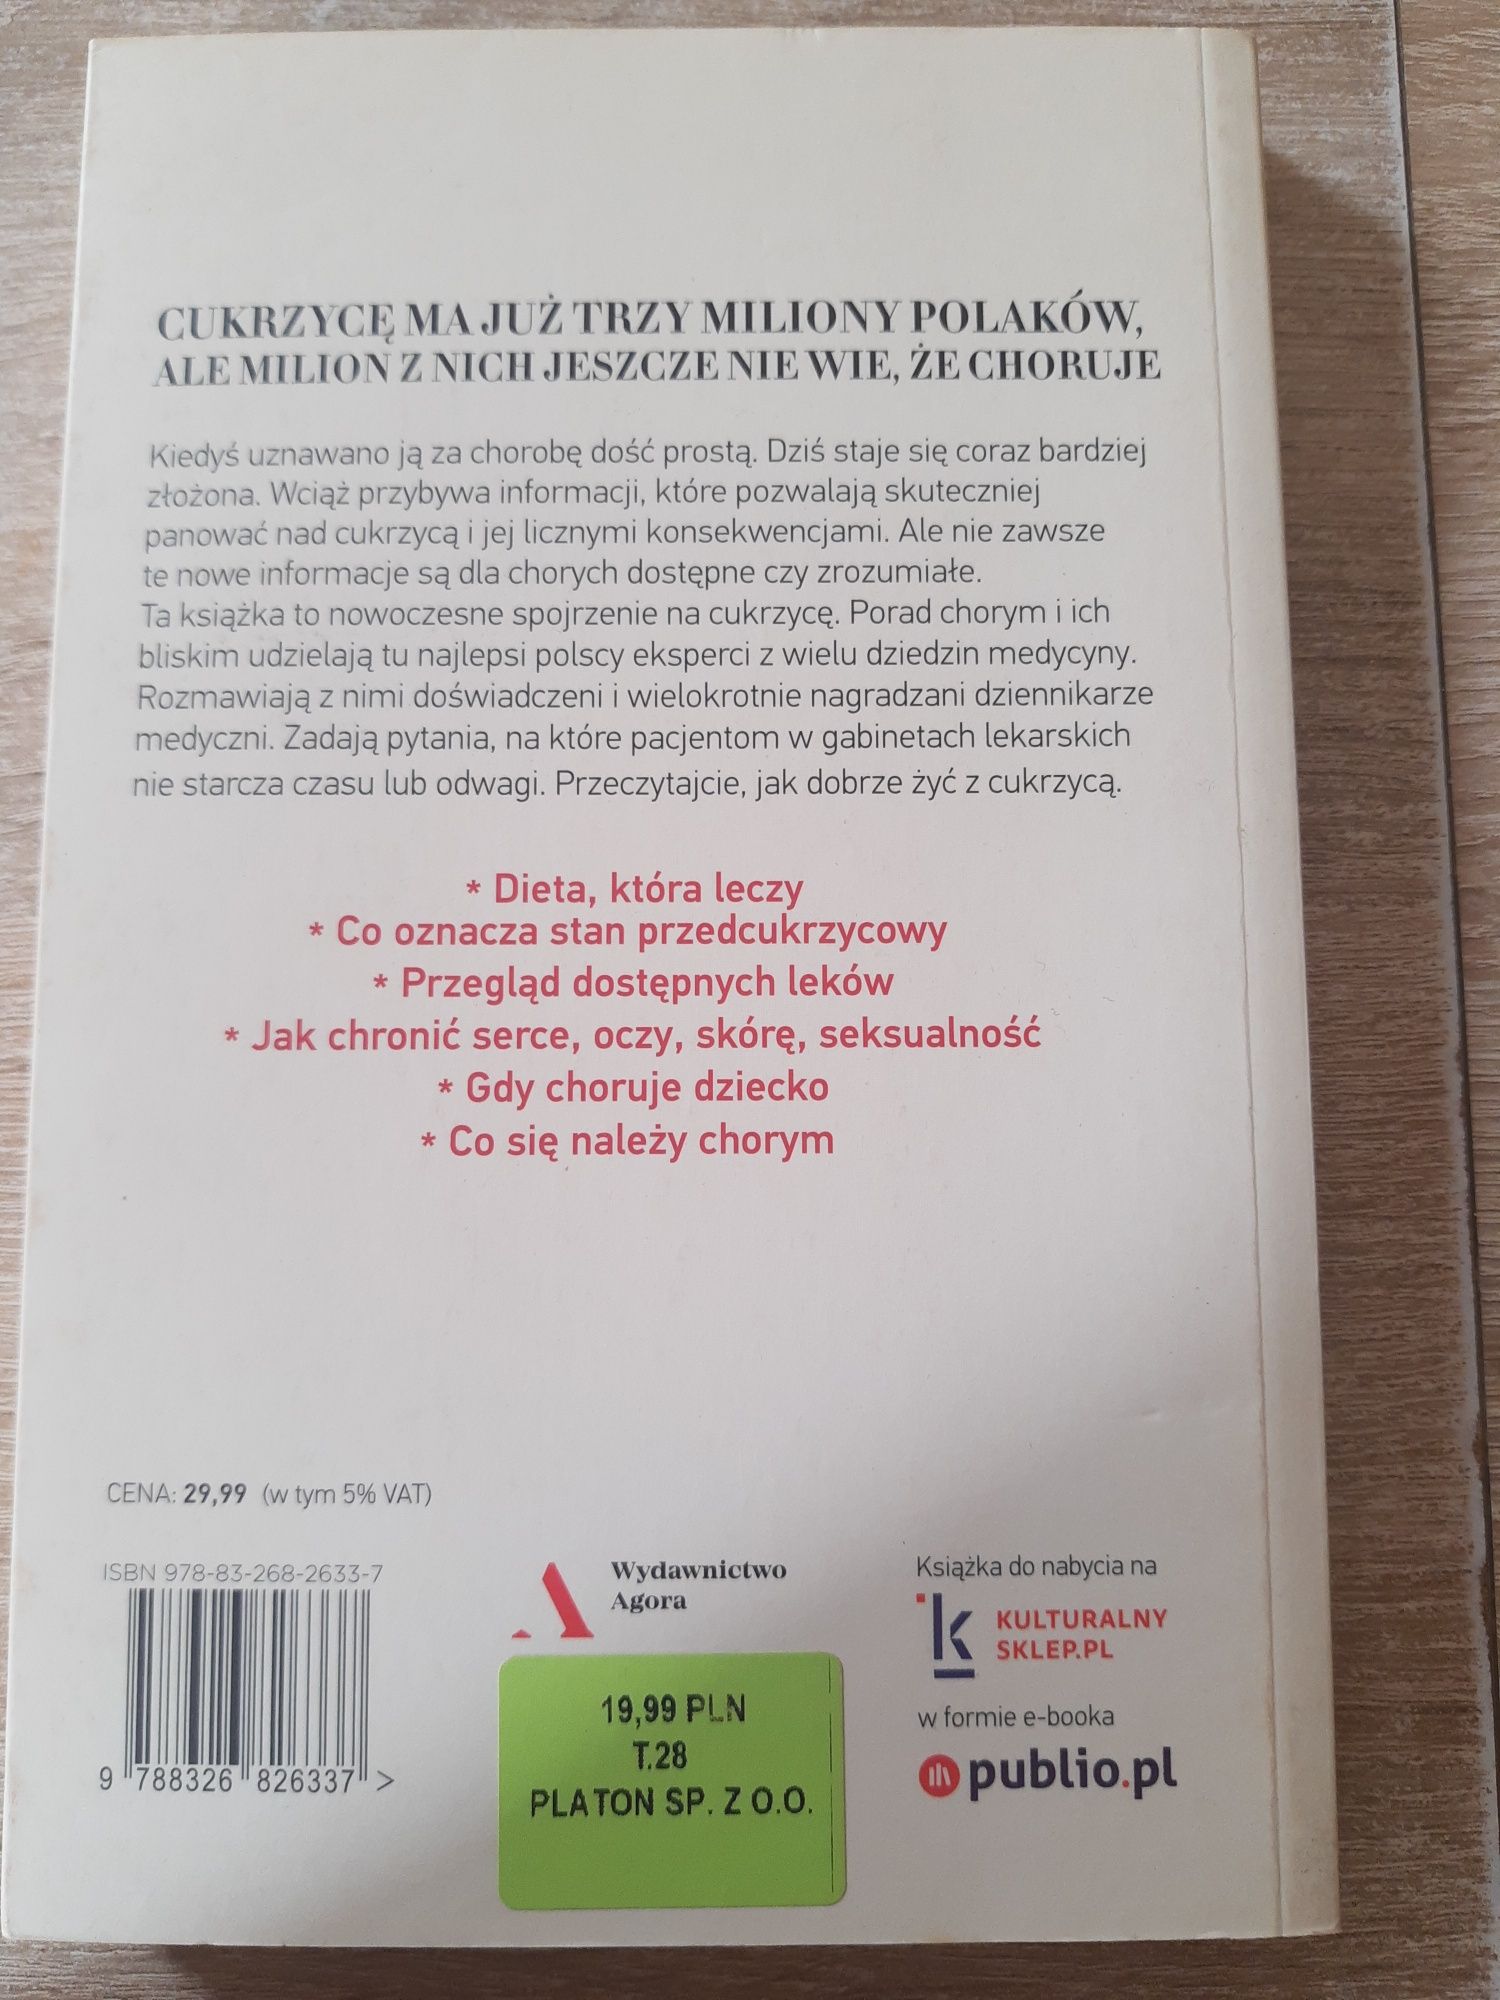 CUKRZYCĘ MA JUŻ TRZY MILIONY POLAKÓW,
ALE MILION Z NICH JESZCZE NIE WIE, ŻE CHORUJE
Kiedyś uznawano ją za chorobę dość prostą. Dziś staje się coraz bardziej
złożona. Wciąż przybywa informacji, które pozwalają skuteczniej
panować nad cukrzycą i jej licznymi konsekwencjami. Ale nie zawsze
te nowe informacje są dla chorych dostępne czy zrozumiałe.
Ta książka to nowoczesne spojrzenie na cukrzycę. Porad chorym i ich
bliskim udzielają tu najlepsi polscy eksperci z wielu dziedzin medycyny.
Rozmawiają z nimi doświadczeni i wielokrotnie nagradzani dziennikarze
medyczni. Zadają pytania, na które pacjentom w gabinetach lekarskich
nie starcza czasu lub odwagi. Przeczytajcie, jak dobrze żyć z cukrzycą.
* Dieta, która leczy
* Co oznacza stan przedcukrzycowy
* Przegląd dostępnych leków
* Jak chronić serce, oczy, skórę, seksualność
* Gdy choruje dziecko
* Co się należy chorym
CENA: 29,99 (w tym 5% VAT)
ISBN 978-83-268-2633-7
9 788326 826337 >
Wydawnictwo
Agora
19,99 PLN
T.28
PLATON SP. Z O.O.
Książka do nabycia na
k KULTURALNY
SKLEP.PL
w formie e-booka
publio.pl